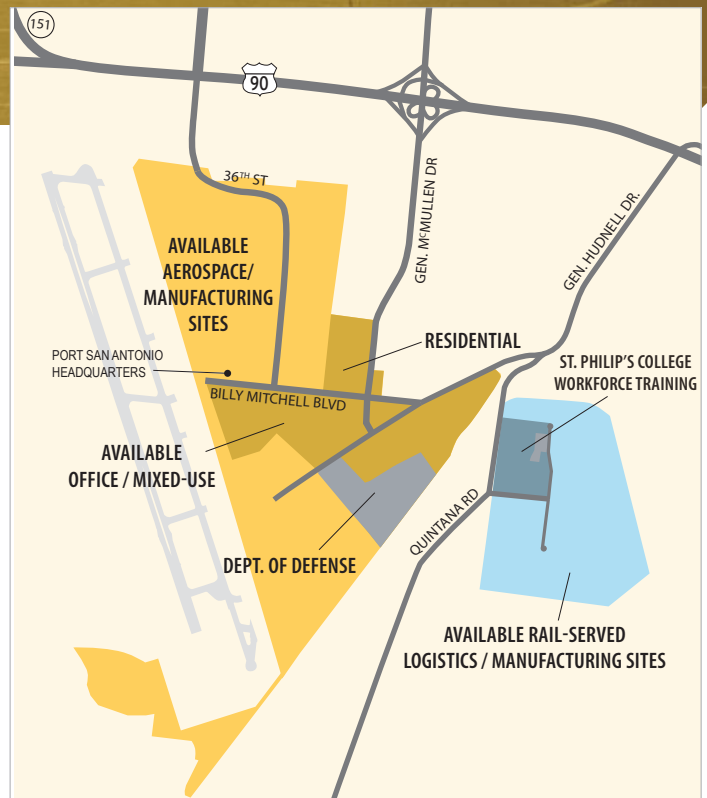 151
90
36TH ST
GEN. MCMULLEN DR
GEN. HUDNELL DR.
AVAILABLE
AEROSPACE/
MANUFACTURING
SITES
RESIDENTIAL
PORT SAN ANTONIO
HEADQUARTERS
ST. PHILIP'S COLLEGE
WORKFORCE TRAINING
BILLY MITCHELL BLVD
AVAILABLE
OFFICE / MIXED-USE
QUINTANA RD
DEPT. OF DEFENSE
AVAILABLE RAIL-SERVED
LOGISTICS / MANUFACTURING SITES